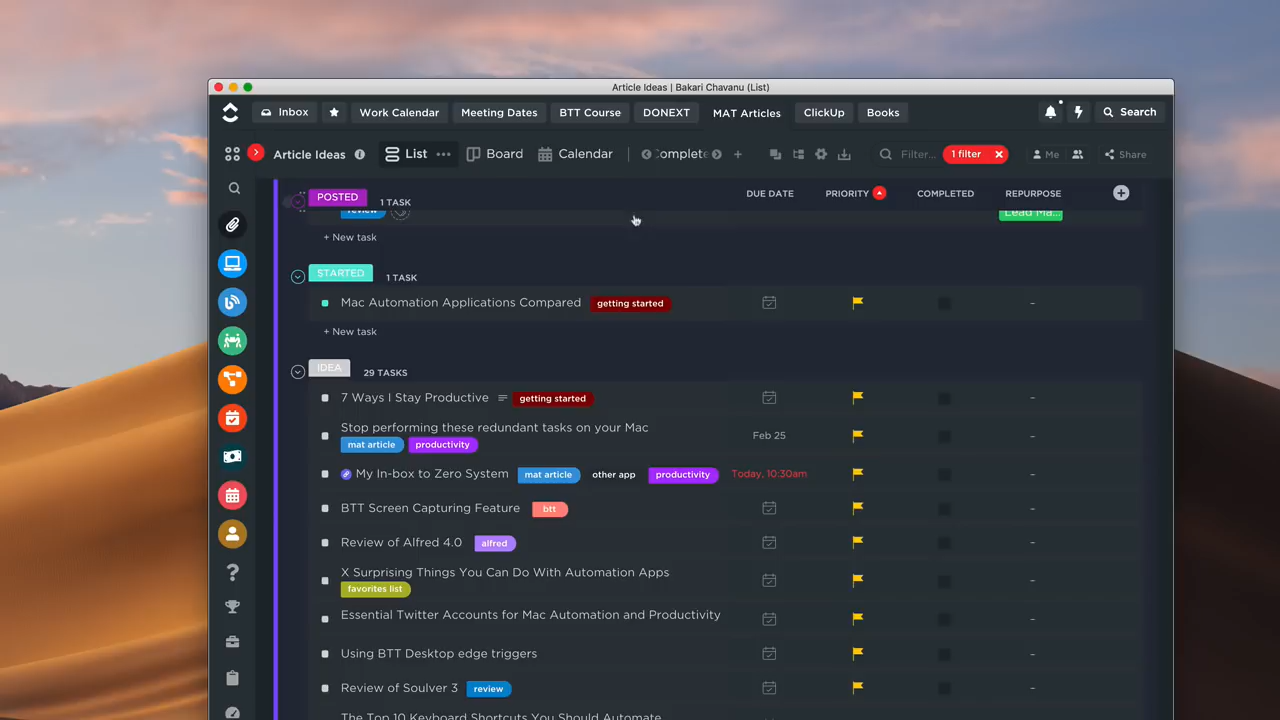 Article Ideas | Bakari Chavanu (List)
Inbox Work Calendar Meeting Dates BTT Course DONEXT MAT Articles ClickUp Books Search
Article Ideas List Board Calendar Filter... 1 filter Me Share
POSTED 1 TASK DUE DATE PRIORITY COMPLETED REPURPOSE
review Lead Ma...
+ New task
STARTED 1 TASK
Mac Automation Applications Compared getting started –
+ New task
IDEA 29 TASKS
7 Ways I Stay Productive getting started –
Stop performing these redundant tasks on your Mac
mat article productivity Feb 25 –
My In-box to Zero System mat article other app productivity Today, 10:30am –
BTT Screen Capturing Feature btt –
Review of Alfred 4.0 alfred –
X Surprising Things You Can Do With Automation Apps
favorites list –
Essential Twitter Accounts for Mac Automation and Productivity –
Using BTT Desktop edge triggers –
Review of Soulver 3 review –
The Top 10 Keyboard Shortcuts You Should Automate